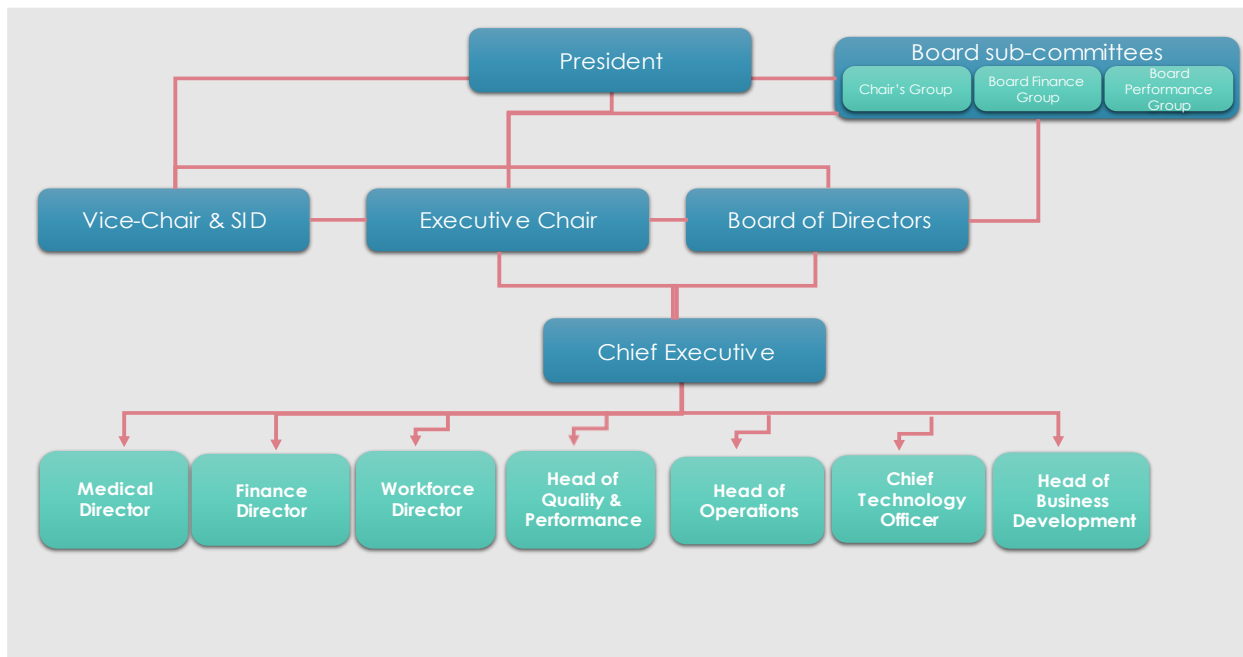 President
Board sub-committees
Chair's Group
Board Finance
Group
Board
Performance
Group
Vice-Chair & SID
Executive Chair
Board of Directors
Chief Executive
Medical
Director
Finance
Director
Workforce
Director
Head of
Quality &
Performance
Head of
Operations
Chief
Technology
Officer
Head of
Business
Development